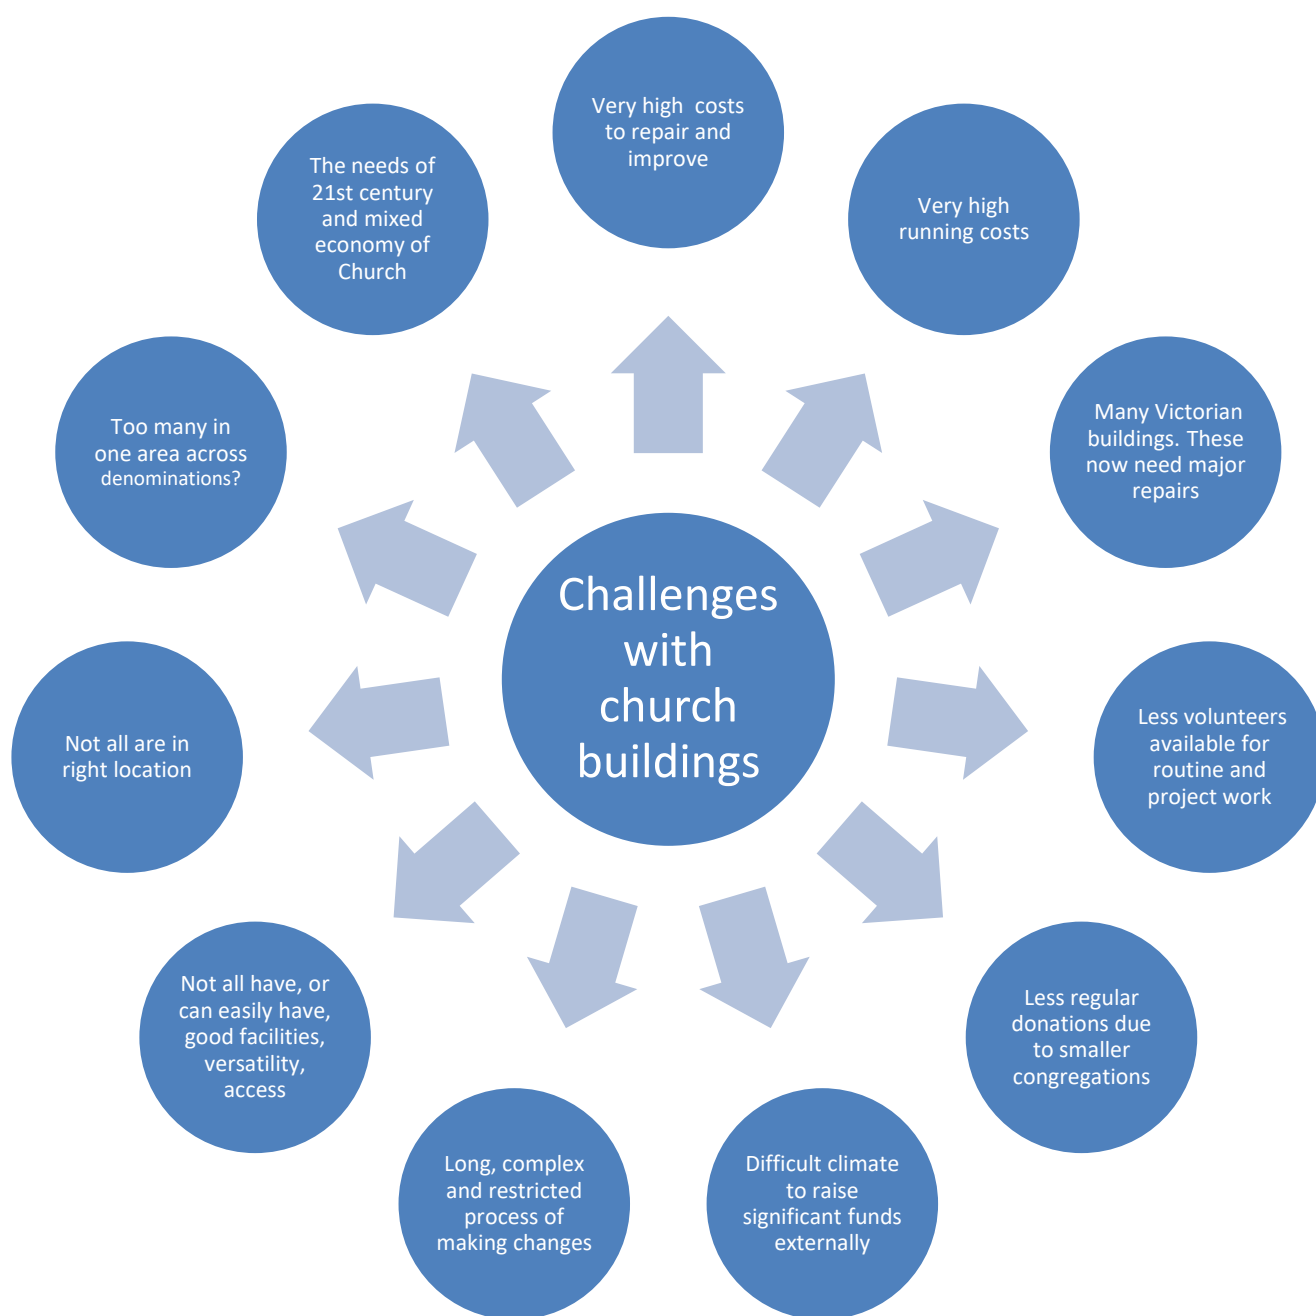 Very high costs
to repair and
improve
Very high
running costs
Many Victorian
buildings. These
now need major
repairs
Less volunteers
available for
routine and
project work
Less regular
donations due
to smaller
congregations
Difficult climate
to raise
significant funds
externally
Long, complex
and restricted
process of
making changes
Not all have, or
can easily have,
good facilities,
versatility,
access
Not all are in
right location
Too many in
one area across
denominations?
The needs of
21st century
and mixed
economy of
Church
Challenges
with
church
buildings